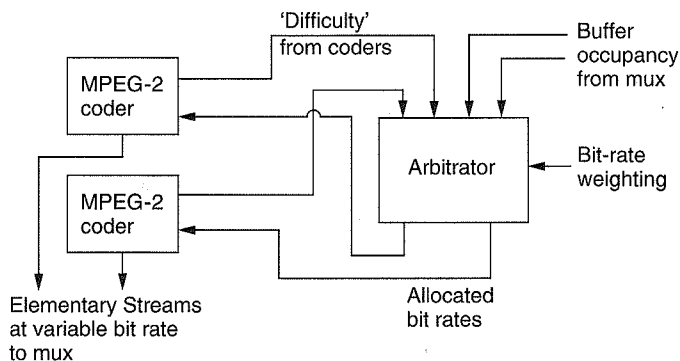 'Difficulty'
from coders
Buffer
occupancy
from mux
MPEG-2
coder
Arbitrator
Bit-rate
weighting
MPEG-2
coder
Elementary Streams
at variable bit rate
to mux
Allocated
bit rates